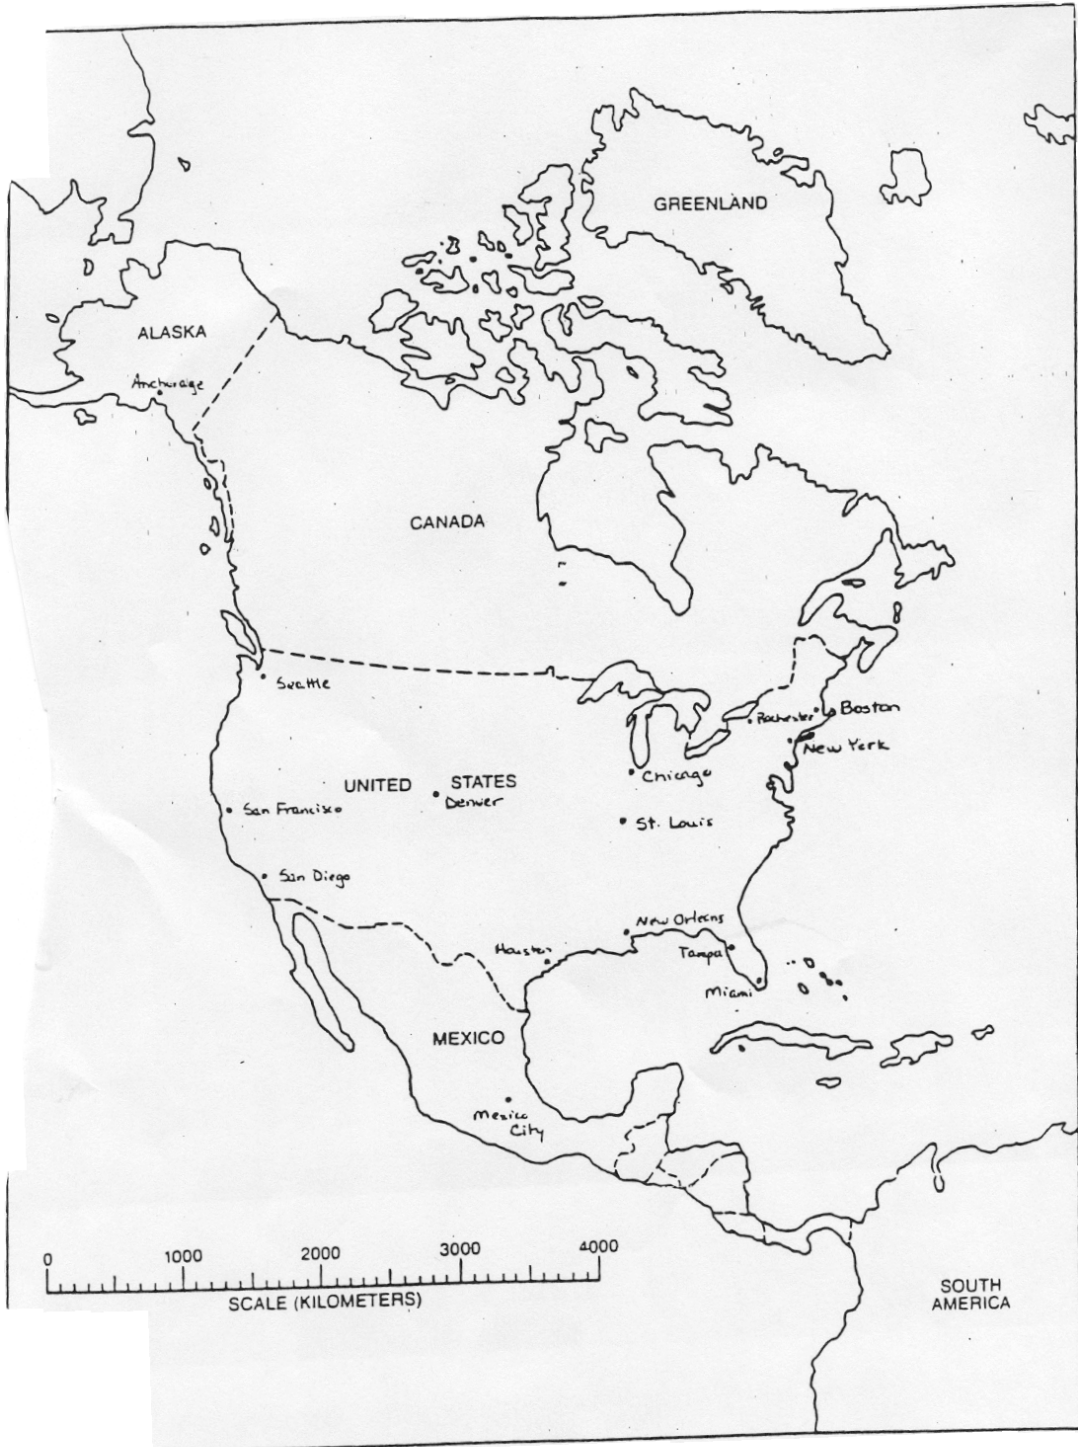 GREENLAND
ALASKA
Anchorage
CANADA
Seattle
Rochester
Boston
New York
Chicago
UNITED STATES
Denver
San Francisco
St. Louis
San Diego
New Orleans
Houston
Tampa
Miami
MEXICO
Mexico
City
0 1000 2000 3000 4000
SCALE (KILOMETERS)
SOUTH
AMERICA